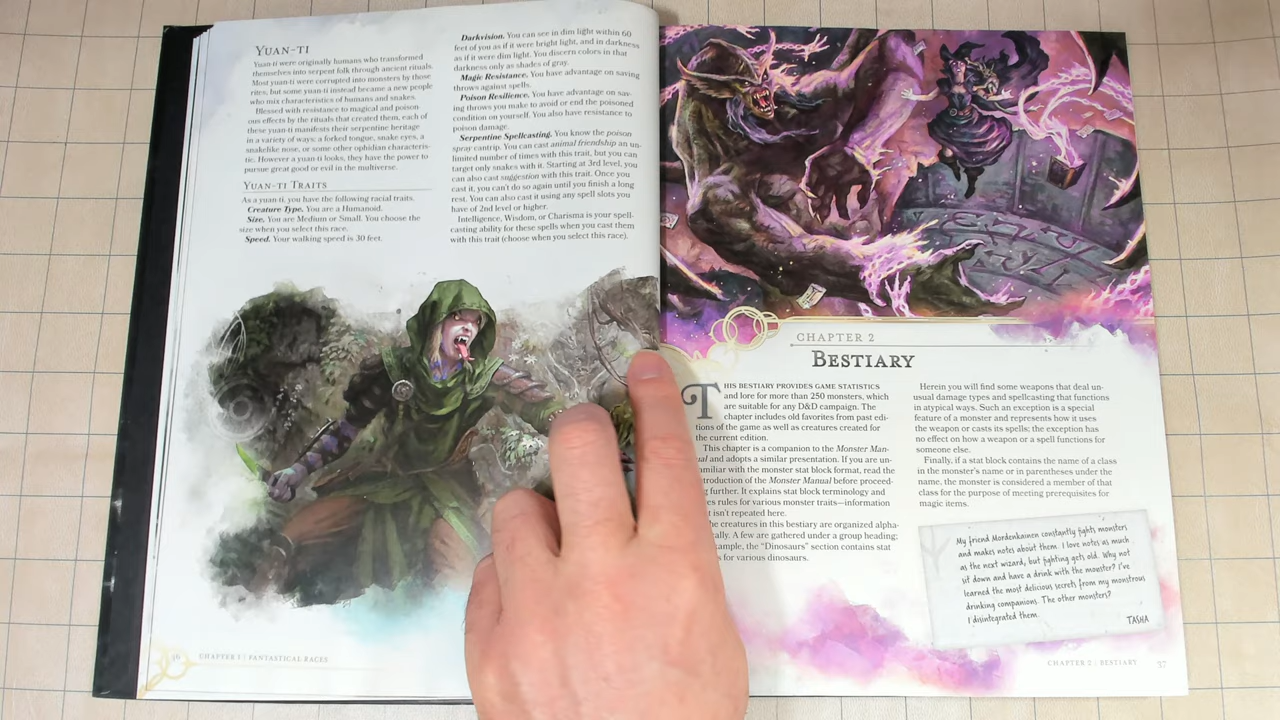 YUAN-TI
Yuan-ti were originally humans who transformed
themselves into serpent folk through ancient rituals.
Most yuan-ti were corrupted into monsters by those
rites, but some yuan-ti instead became a new people
who mix characteristics of humans and snakes.
Blessed with resistance to magical and poison-
ous effects by the rituals that created them, each of
these yuan-ti manifests their serpentine heritage
in a variety of ways: a forked tongue, snake eyes, a
snakelike nose, or some other ophidian characteris-
tic. However a yuan-ti looks, they have the power to
pursue great good or evil in the multiverse.
YUAN-TI TRAITS
As a yuan-ti, you have the following racial traits.
Creature Type. You are a Humanoid.
Size. You are Medium or Small. You choose the
size when you select this race.
Speed. Your walking speed is 30 feet.
Darkvision. You can see in dim light within 60
feet of you as if it were bright light, and in darkness
as if it were dim light. You discern colors in that
darkness only as shades of gray.
Magic Resistance. You have advantage on saving
throws against spells.
Poison Resilience. You have advantage on sav-
ing throws you make to avoid or end the poisoned
condition on yourself. You also have resistance to
poison damage.
Serpentine Spellcasting. You know the poison
spray cantrip. You can cast animal friendship an un-
limited number of times with this trait, but you can
target only snakes with it. Starting at 3rd level, you
can also cast suggestion with this trait. Once you
cast it, you can't do so again until you finish a long
rest. You can also cast it using any spell slots you
have of 2nd level or higher.
Intelligence, Wisdom, or Charisma is your spell-
casting ability for these spells when you cast them
with this trait (choose when you select this race).
36 CHAPTER 1 | FANTASTICAL RACES
CHAPTER 2
BESTIARY
THIS BESTIARY PROVIDES GAME STATISTICS
and lore for more than 250 monsters, which
are suitable for any D&D campaign. The
chapter includes old favorites from past edi-
tions of the game as well as creatures created for
the current edition.
This chapter is a companion to the Monster Man-
ual and adopts a similar presentation. If you are un-
familiar with the monster stat block format, read the
troduction of the Monster Manual before proceed-
g further. It explains stat block terminology and
es rules for various monster traits—information
t isn't repeated here.
he creatures in this bestiary are organized alpha-
ally. A few are gathered under a group heading;
ample, the "Dinosaurs" section contains stat
s for various dinosaurs.
Herein you will find some weapons that deal un-
usual damage types and spellcasting that functions
in atypical ways. Such an exception is a special
feature of a monster and represents how it uses
the weapon or casts its spells; the exception has
no effect on how a weapon or a spell functions for
someone else.
Finally, if a stat block contains the name of a class
in the monster's name or in parentheses under the
name, the monster is considered a member of that
class for the purpose of meeting prerequisites for
magic items.
My friend Mordenkainen constantly fights monsters
and makes notes about them. I love notes as much
as the next wizard, but fighting gets old. Why not
sit down and have a drink with the monster? I've
learned the most delicious secrets from my monstrous
drinking companions. The other monsters?
I disintegrated them.
TASHA
CHAPTER 2 | BESTIARY 37